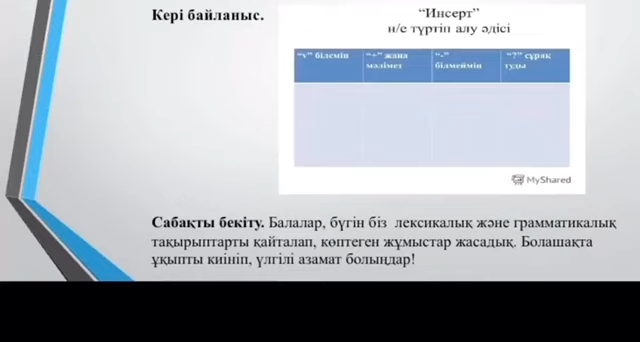 Кері байланыс.
“Инсерт”
н/е түртіп алу әдісі
“v” білемін
“+” жаңа мәлімет
“-” білмеймін
“?” сұрақ туды
MyShared
Сабақты бекіту. Балалар, бүгін біз лексикалық және грамматикалық
тақырыптарты қайталап, көптеген жұмыстар жасадық. Болашақта
ұқыпты киініп, үлгілі азамат болыңдар!